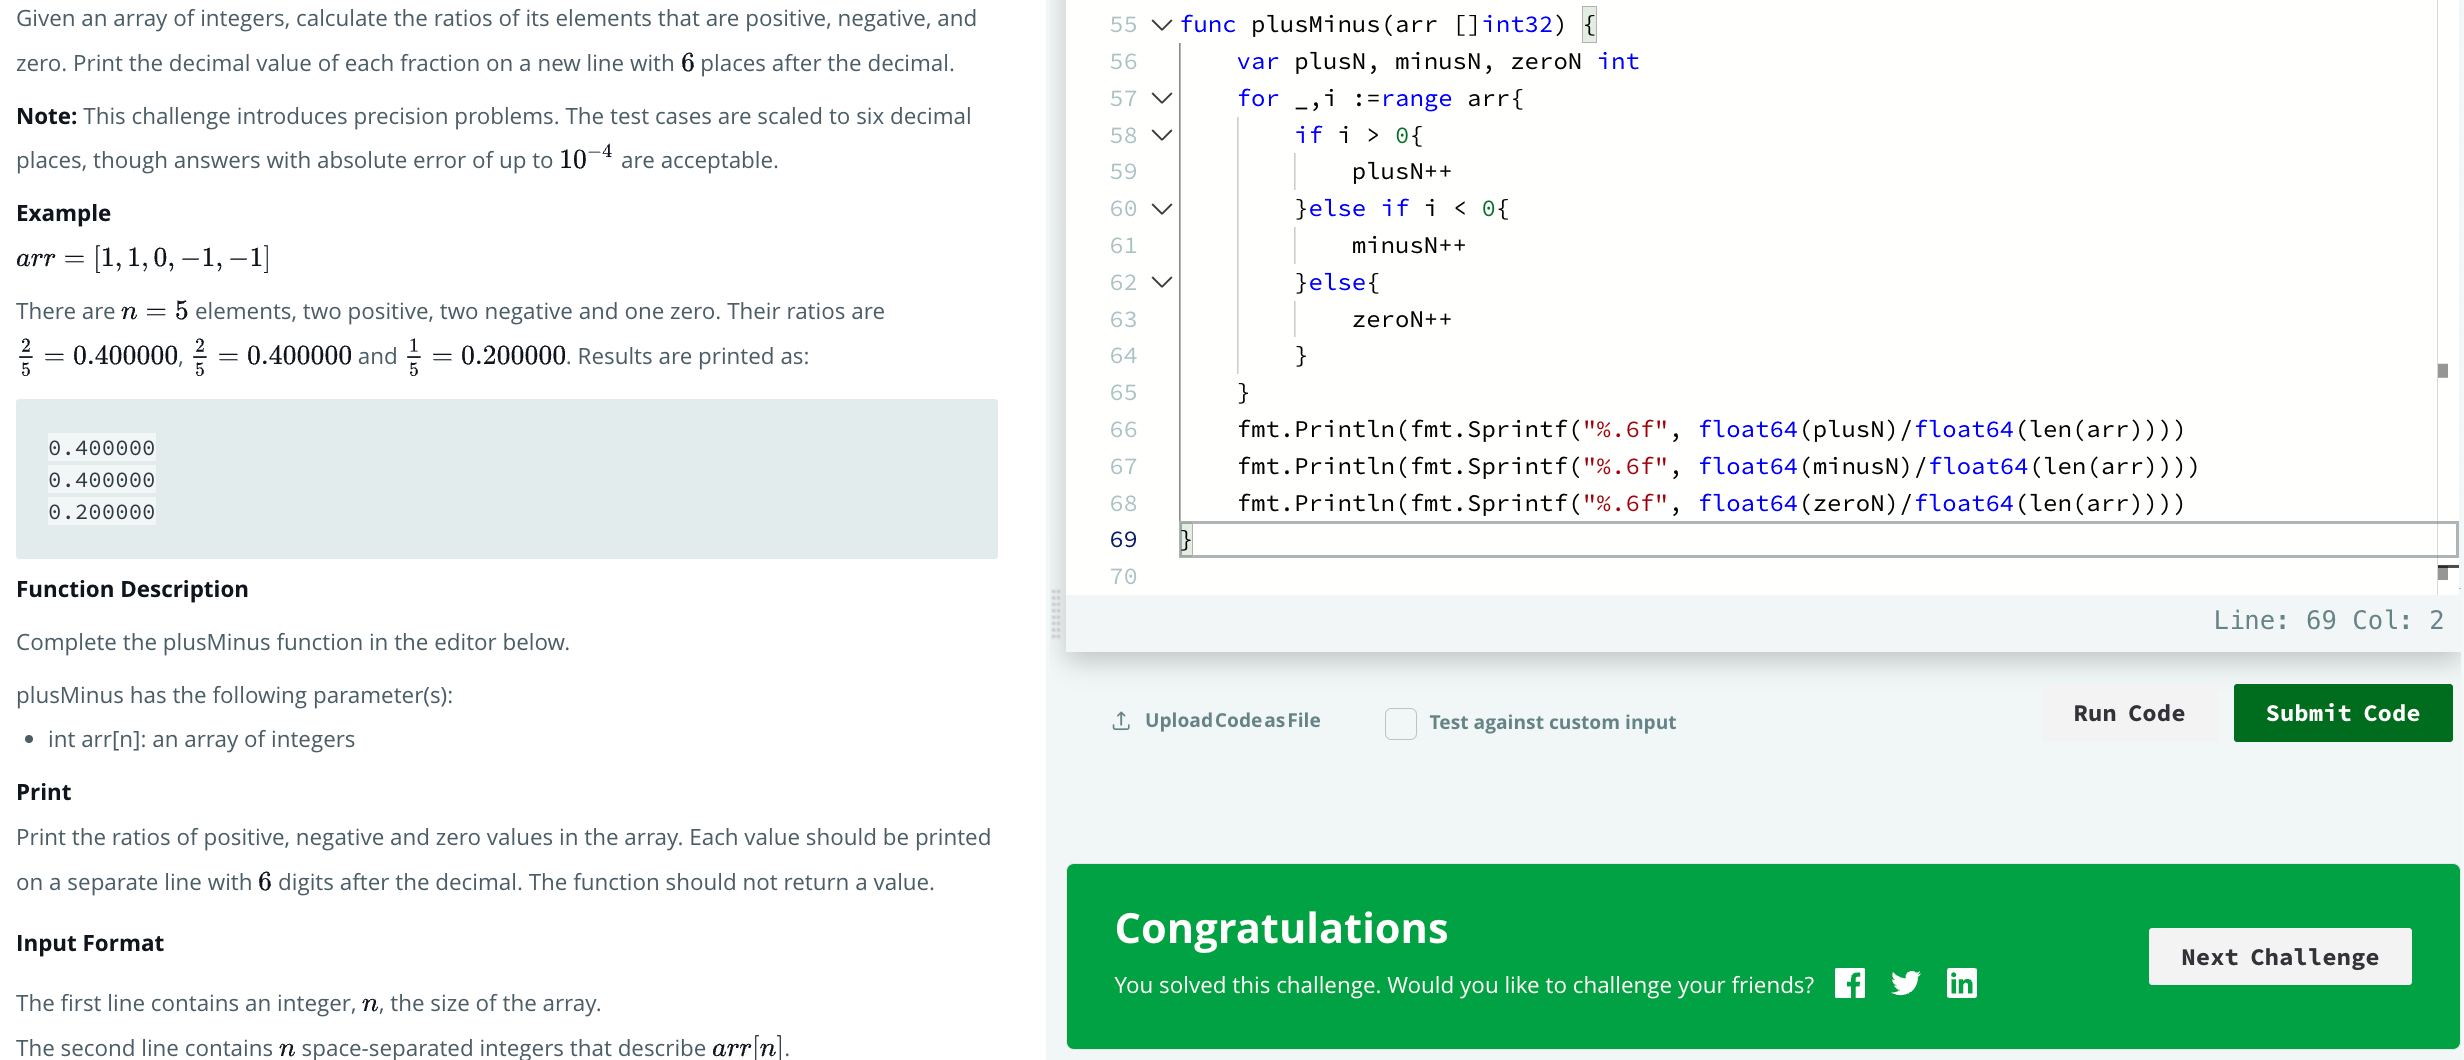 Given an array of integers, calculate the ratios of its elements that are positive, negative, and
zero. Print the decimal value of each fraction on a new line with 6 places after the decimal.
Note: This challenge introduces precision problems. The test cases are scaled to six decimal
places, though answers with absolute error of up to 10⁻⁴ are acceptable.
Example
arr = [1, 1, 0, −1, −1]
There are n = 5 elements, two positive, two negative and one zero. Their ratios are
2/5 = 0.400000, 2/5 = 0.400000 and 1/5 = 0.200000. Results are printed as:
0.400000
0.400000
0.200000
Function Description
Complete the plusMinus function in the editor below.
plusMinus has the following parameter(s):
• int arr[n]: an array of integers
Print
Print the ratios of positive, negative and zero values in the array. Each value should be printed
on a separate line with 6 digits after the decimal. The function should not return a value.
Input Format
The first line contains an integer, n, the size of the array.
The second line contains n space-separated integers that describe arr[n].
55 func plusMinus(arr []int32) {
56     var plusN, minusN, zeroN int
57     for _,i :=range arr{
58         if i > 0{
59             plusN++
60         }else if i < 0{
61             minusN++
62         }else{
63             zeroN++
64         }
65     }
66     fmt.Println(fmt.Sprintf("%.6f", float64(plusN)/float64(len(arr))))
67     fmt.Println(fmt.Sprintf("%.6f", float64(minusN)/float64(len(arr))))
68     fmt.Println(fmt.Sprintf("%.6f", float64(zeroN)/float64(len(arr))))
69 }
70
Line: 69 Col: 2
Upload Code as File
Test against custom input
Run Code
Submit Code
Congratulations
You solved this challenge. Would you like to challenge your friends?
Next Challenge